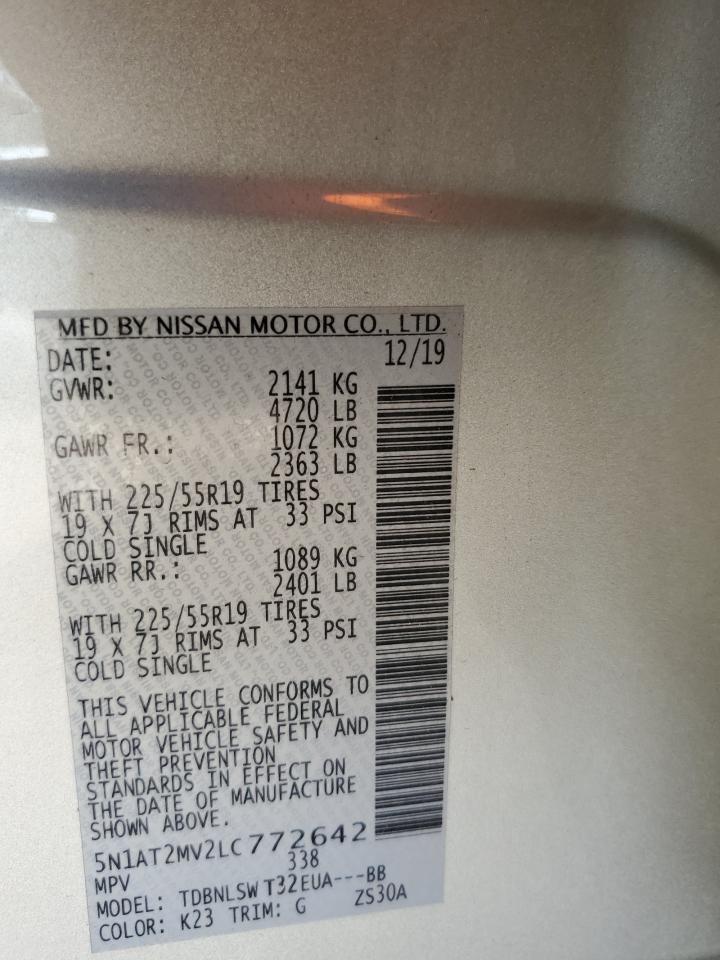 MFD BY NISSAN MOTOR CO., LTD.
DATE: 12/19
GVWR: 2141 KG
4720 LB
GAWR FR.: 1072 KG
2363 LB
WITH 225/55R19 TIRES
19 X 7J RIMS AT 33 PSI
COLD SINGLE
GAWR RR.: 1089 KG
2401 LB
WITH 225/55R19 TIRES
19 X 7J RIMS AT 33 PSI
COLD SINGLE
THIS VEHICLE CONFORMS TO
ALL APPLICABLE FEDERAL
MOTOR VEHICLE SAFETY AND
THEFT PREVENTION
STANDARDS IN EFFECT ON
THE DATE OF MANUFACTURE
SHOWN ABOVE.
5N1AT2MV2LC772642
MPV 338
MODEL: TDBNLSW T32EUA---BB
COLOR: K23 TRIM: G ZS30A